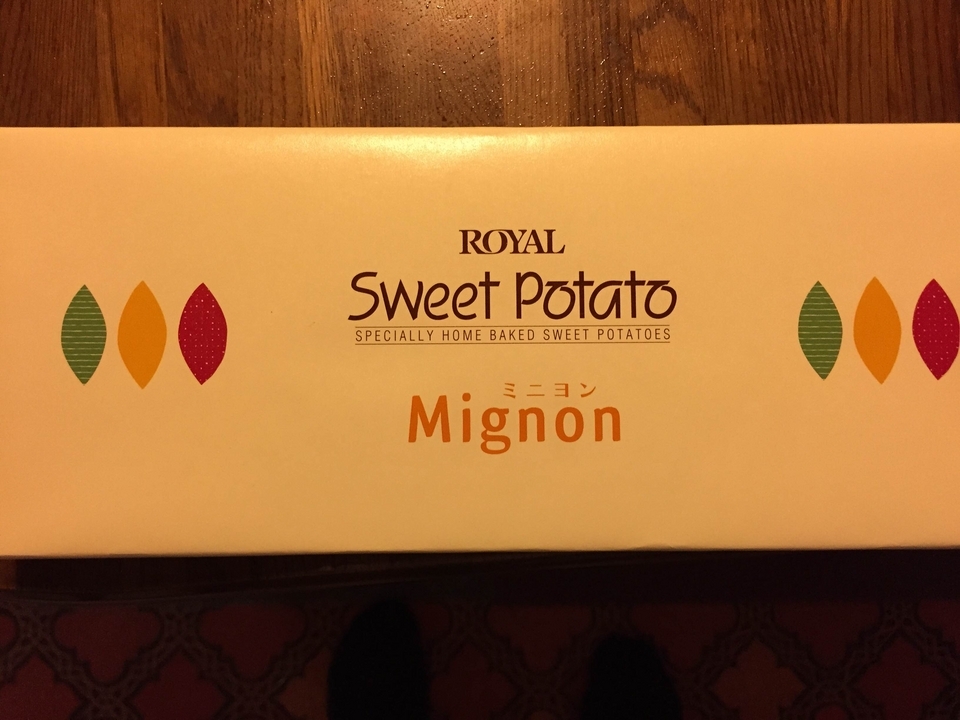 ROYAL
Sweet Potato
SPECIALLY HOME BAKED SWEET POTATOES
ミニヨン
Mignon